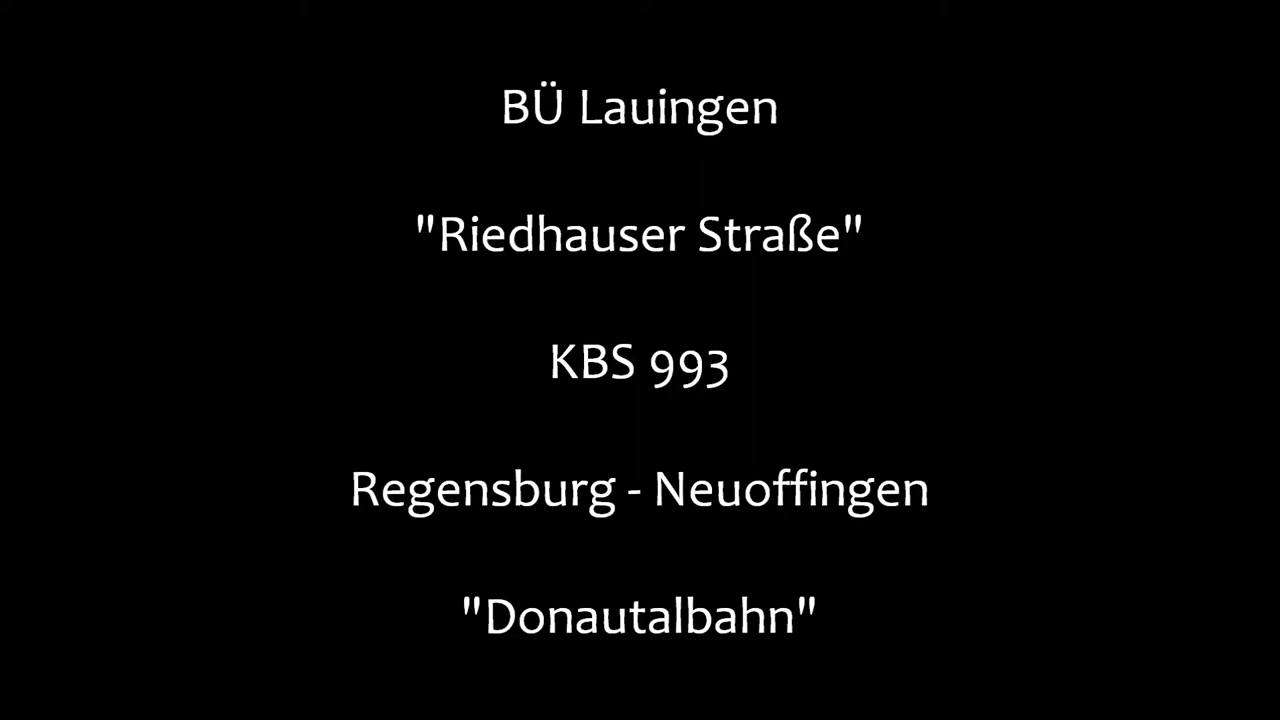 BÜ Lauingen
"Riedhauser Straße"
KBS 993
Regensburg - Neuoffingen
"Donautalbahn"